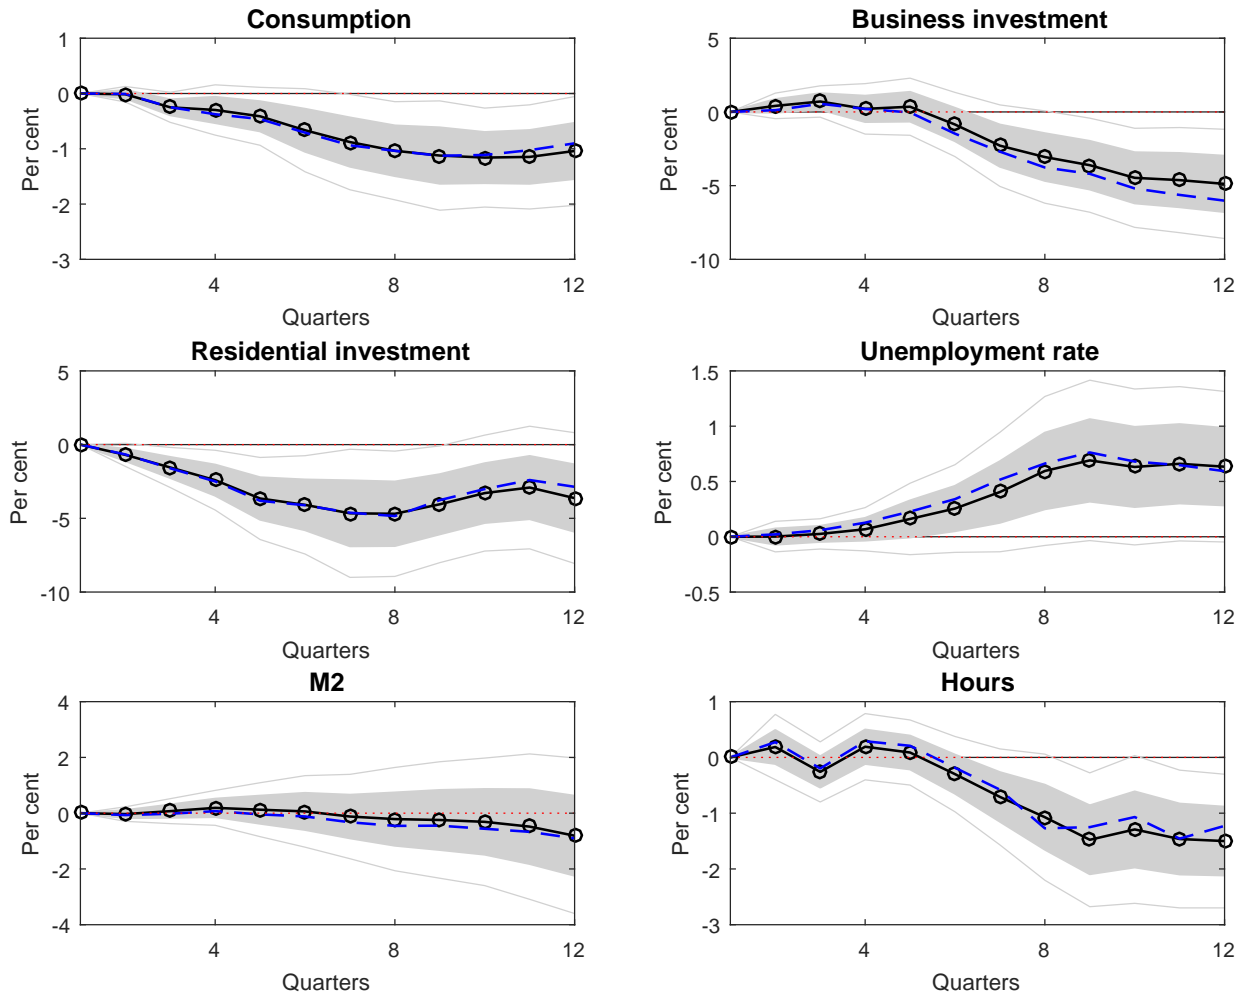 Consumption
1
0
-1
-2
-3
Per cent
4
8
12
Quarters
Business investment
5
0
-5
-10
Per cent
4
8
12
Quarters
Residential investment
5
0
-5
-10
Per cent
4
8
12
Quarters
Unemployment rate
1.5
1
0.5
0
-0.5
Per cent
4
8
12
Quarters
M2
4
2
0
-2
-4
Per cent
4
8
12
Quarters
Hours
1
0
-1
-2
-3
Per cent
4
8
12
Quarters